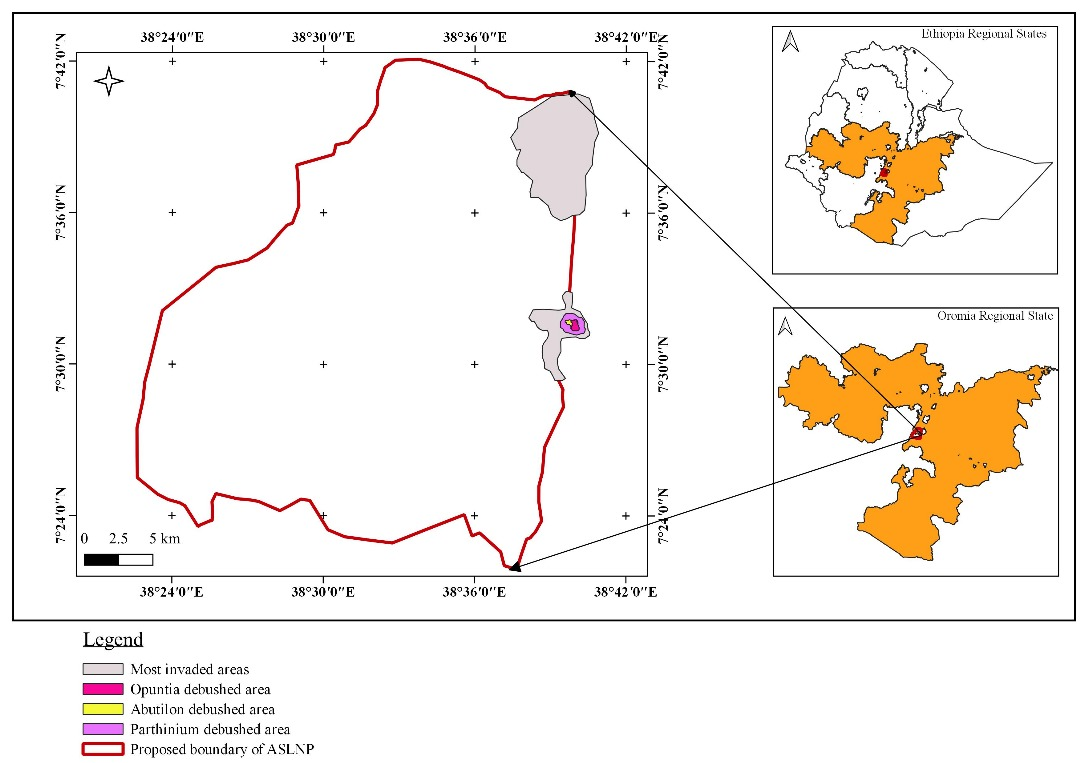 38°24'0"E 38°30'0"E 38°36'0"E 38°42'0"E
7°42'0"N 7°42'0"N
7°36'0"N 7°36'0"N
7°30'0"N 7°30'0"N
7°24'0"N 7°24'0"N
0 2.5 5 km
38°24'0"E 38°30'0"E 38°36'0"E 38°42'0"E
Ethiopia Regional States
Oromia Regional State
Legend
Most invaded areas
Opuntia debushed area
Abutilon debushed area
Parthinium debushed area
Proposed boundary of ASLNP